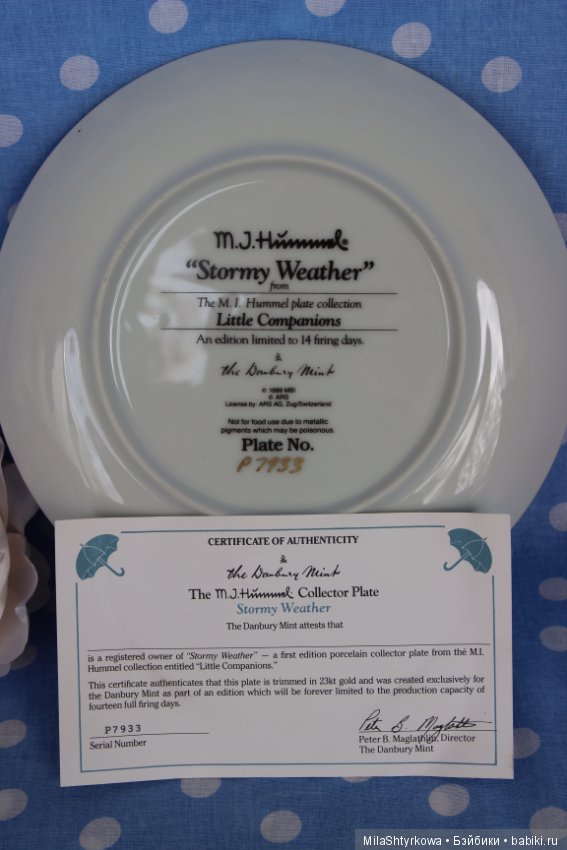 M.J.Hummel®
“Stormy Weather”
from
The M. I. Hummel plate collection
Little Companions
An edition limited to 14 firing days.
the Danbury Mint
© 1989 MBI
© ARS
License by: ARS AG, Zug/Switzerland
Not for food use due to metallic
pigments which may be poisonous.
Plate No.
P7933
CERTIFICATE OF AUTHENTICITY
the Danbury Mint
The M.J.Hummel Collector Plate
Stormy Weather
The Danbury Mint attests that
is a registered owner of “Stormy Weather” — a first edition porcelain collector plate from the M.I.
Hummel collection entitled “Little Companions.”
This certificate authenticates that this plate is trimmed in 23kt gold and was created exclusively for
the Danbury Mint as part of an edition which will be forever limited to the production capacity of
fourteen full firing days.
P7933
Serial Number
Peter B. Maglathlin
Peter B. Maglathlin, Director
The Danbury Mint
MilaShtyrkowa • Бэйбики • babiki.ru